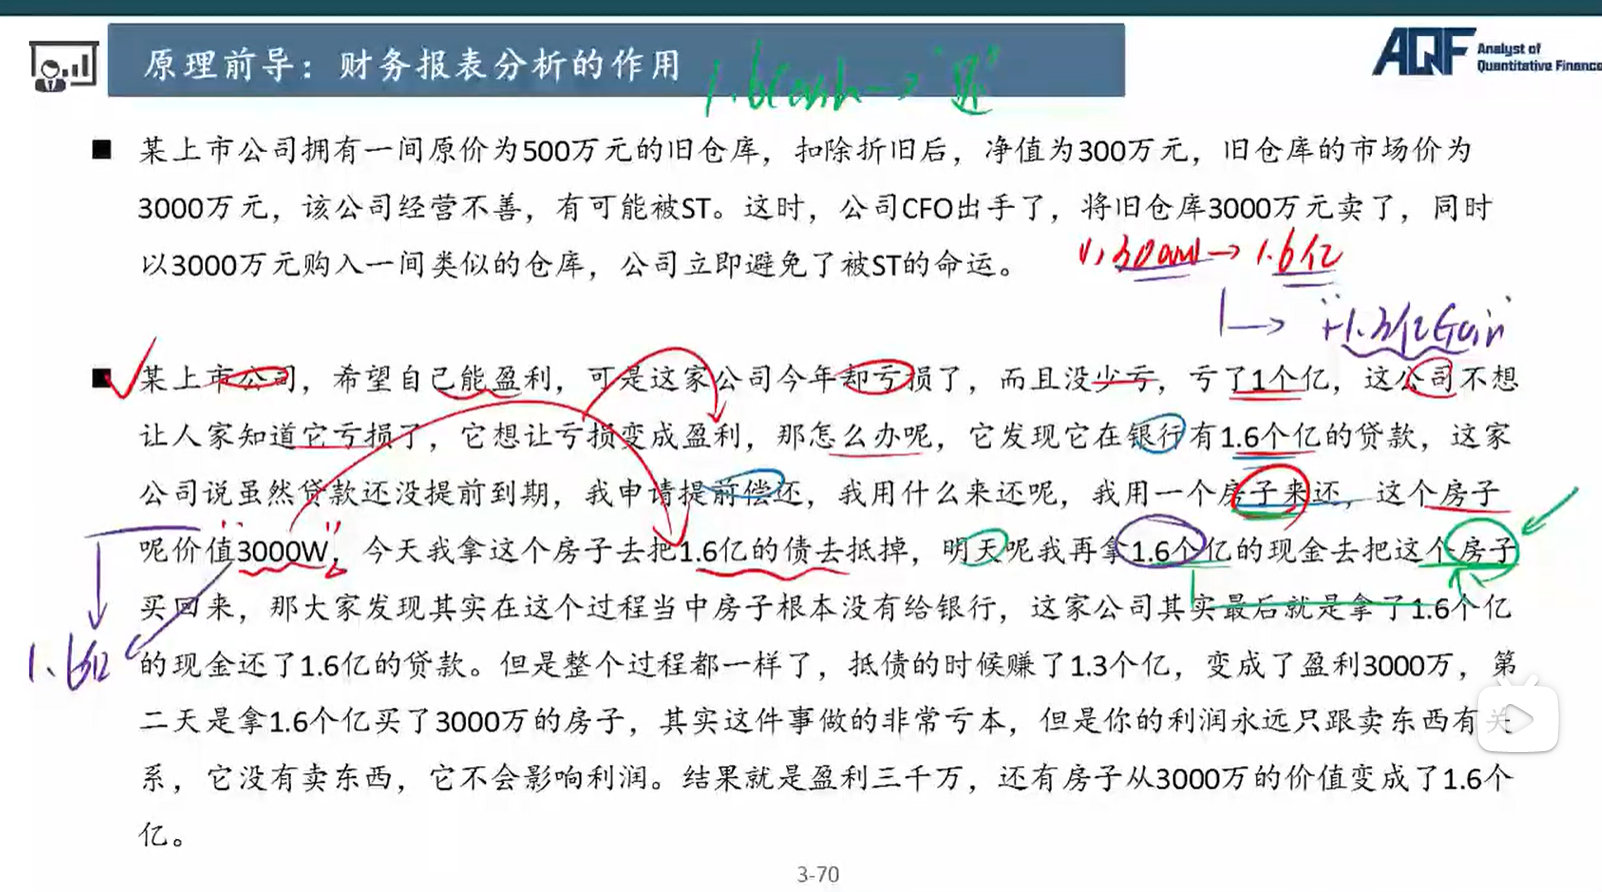 原理前导：财务报表分析的作用
1.6Cash→"还"
AQF Analyst of
Quantitative Finance
某上市公司拥有一间原价为500万元的旧仓库，扣除折旧后，净值为300万元，旧仓库的市场价为
3000万元，该公司经营不善，有可能被ST。这时，公司CFO出手了，将旧仓库3000万元卖了，同时
以3000万元购入一间类似的仓库，公司立即避免了被ST的命运。
→1.6亿
"+1.3亿Gain"
某上市公司，希望自己能盈利，可是这家公司今年却亏损了，而且没少亏，亏了1个亿，这公司不想
让人家知道它亏损了，它想让亏损变成盈利，那怎么办呢，它发现它在银行有1.6个亿的贷款，这家
公司说虽然贷款还没提前到期，我申请提前偿还，我用什么来还呢，我用一个房子来还，这个房子
呢价值3000W，今天我拿这个房子去把1.6亿的债去抵掉，明天呢我再拿1.6个亿的现金去把这个房子
买回来，那大家发现其实在这个过程当中房子根本没有给银行，这家公司其实最后就是拿了1.6个亿
1.6亿
的现金还了1.6亿的贷款。但是整个过程都一样了，抵债的时候赚了1.3个亿，变成了盈利3000万，第
二天是拿1.6个亿买了3000万的房子，其实这件事做的非常亏本，但是你的利润永远只跟卖东西有关
系，它没有卖东西，它不会影响利润。结果就是盈利三千万，还有房子从3000万的价值变成了1.6个
亿。
3-70